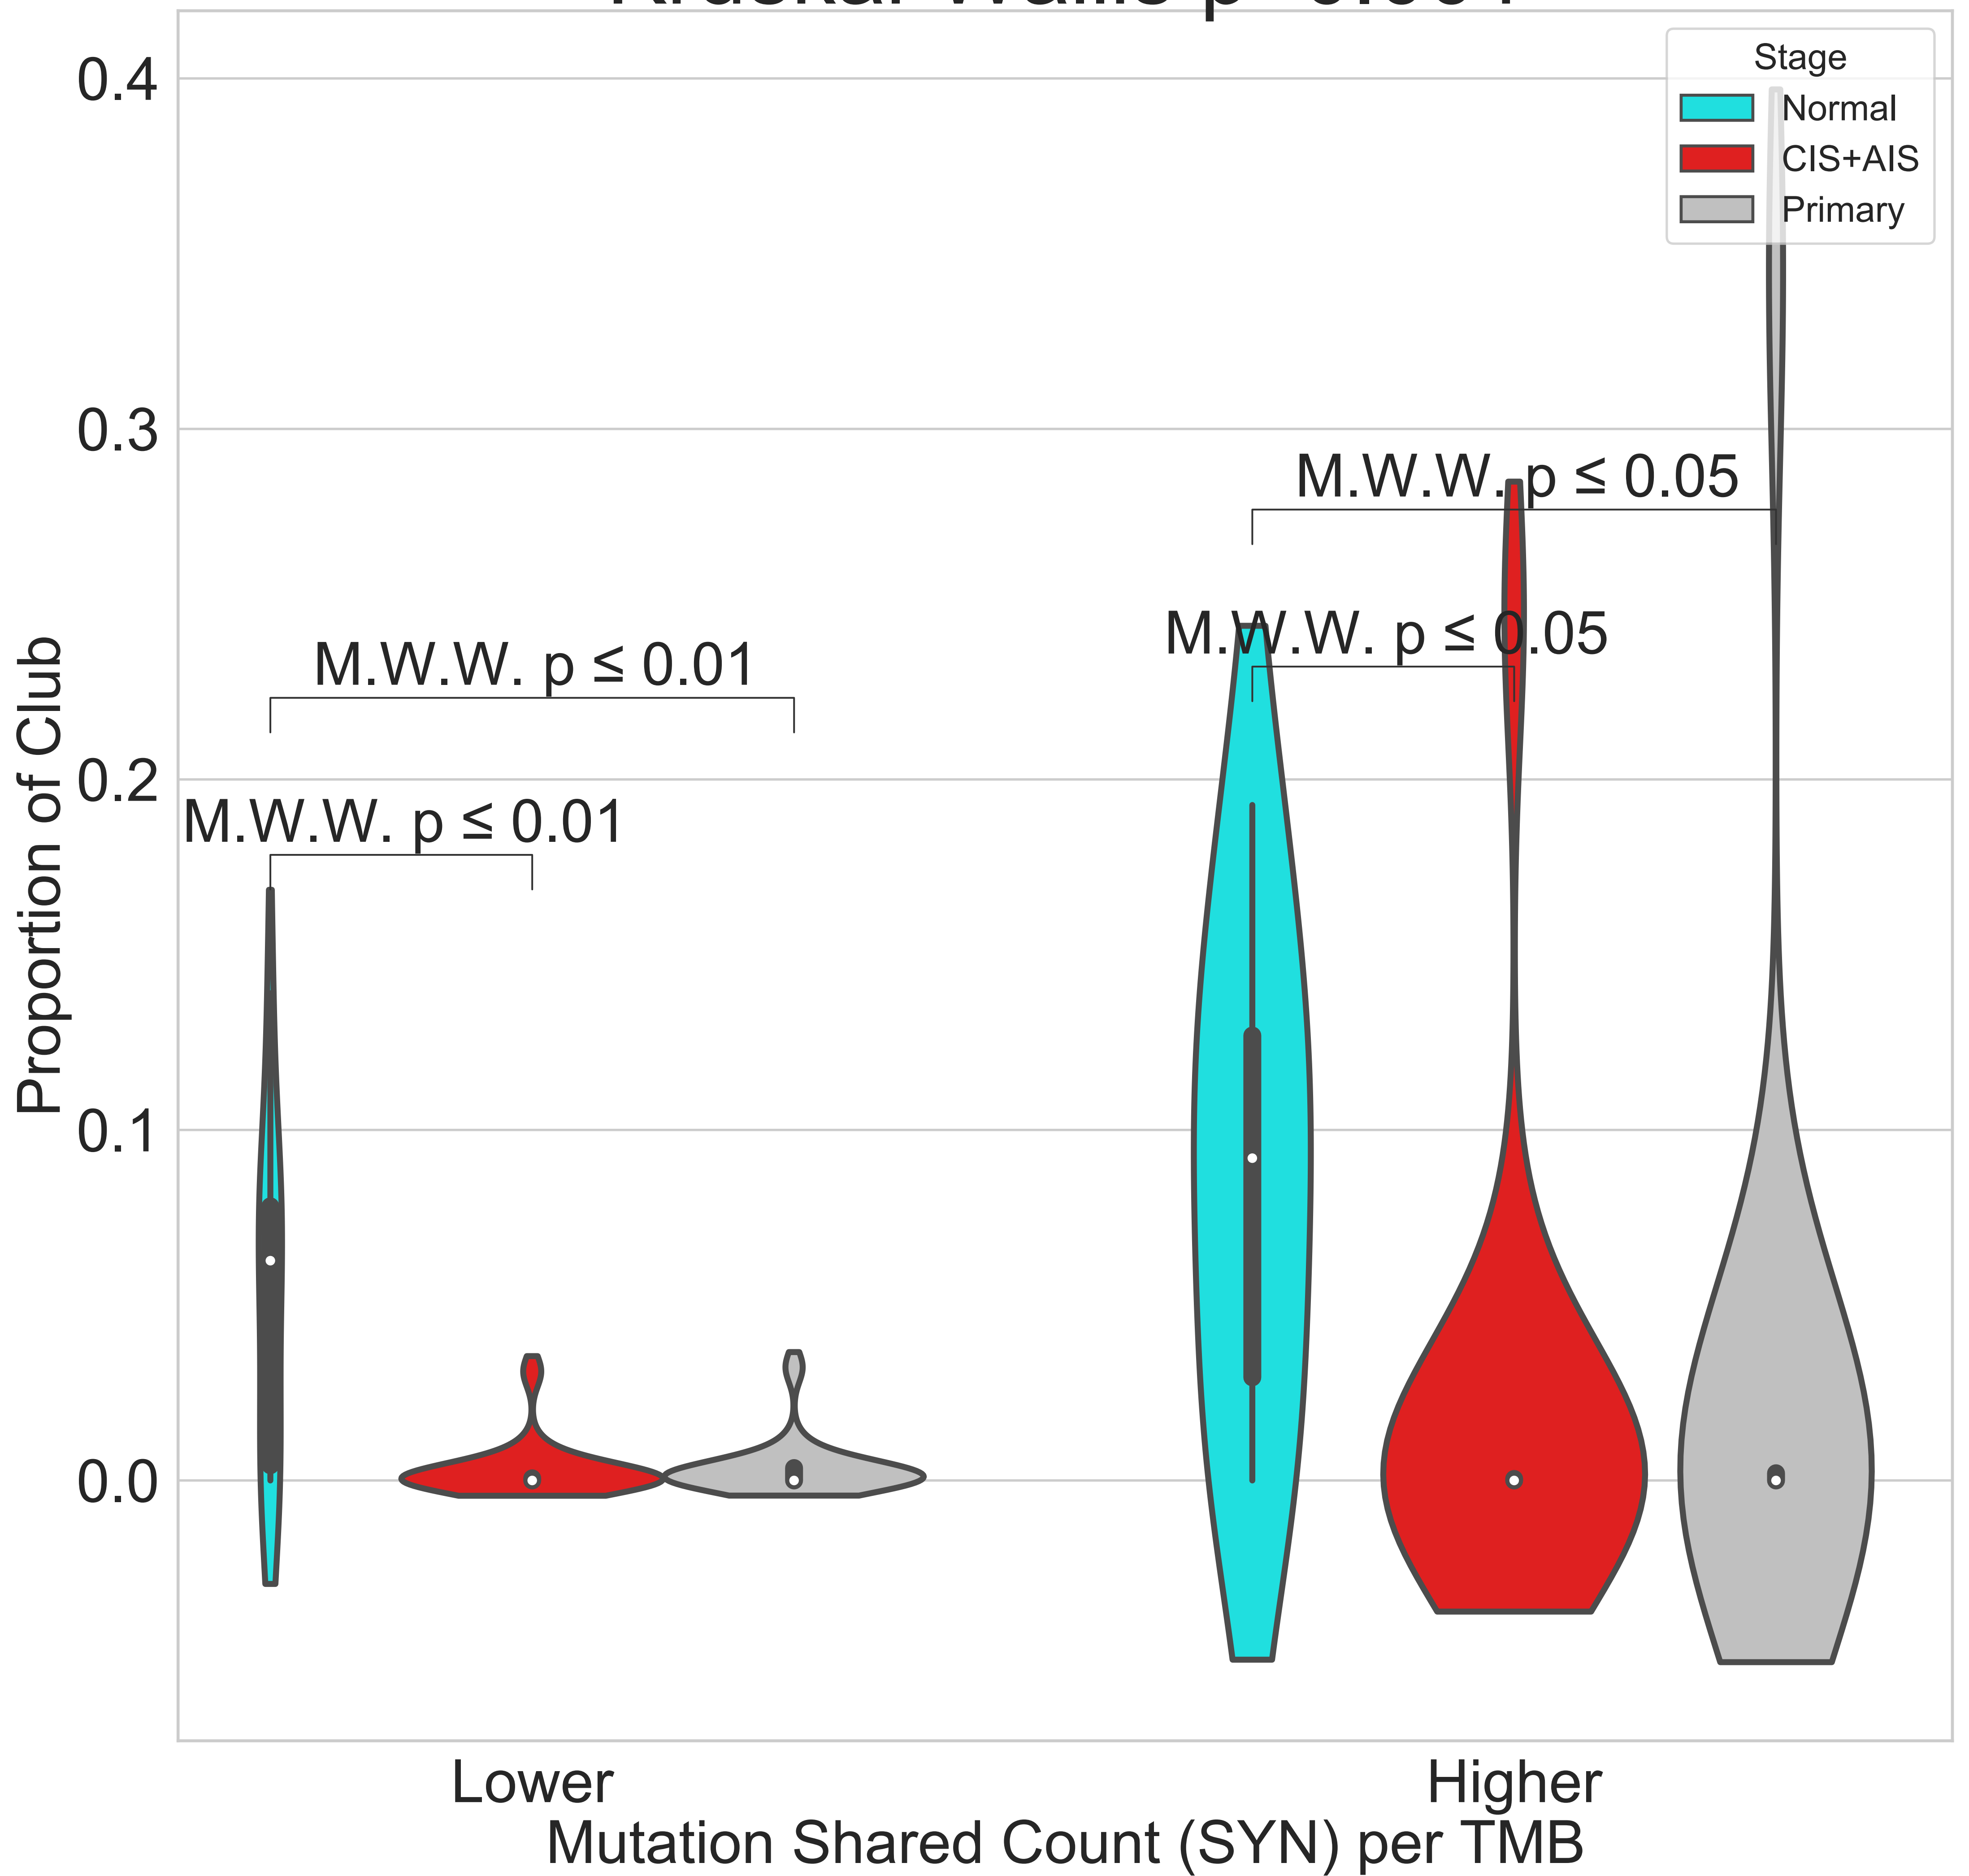 Stage
Normal
CIS+AIS
Primary
0.4
0.3
0.2
0.1
0.0
Proportion of Club
M.W.W. p ≤ 0.05
M.W.W. p ≤ 0.05
M.W.W. p ≤ 0.01
M.W.W. p ≤ 0.01
Lower
Higher
Mutation Shared Count (SYN) per TMB